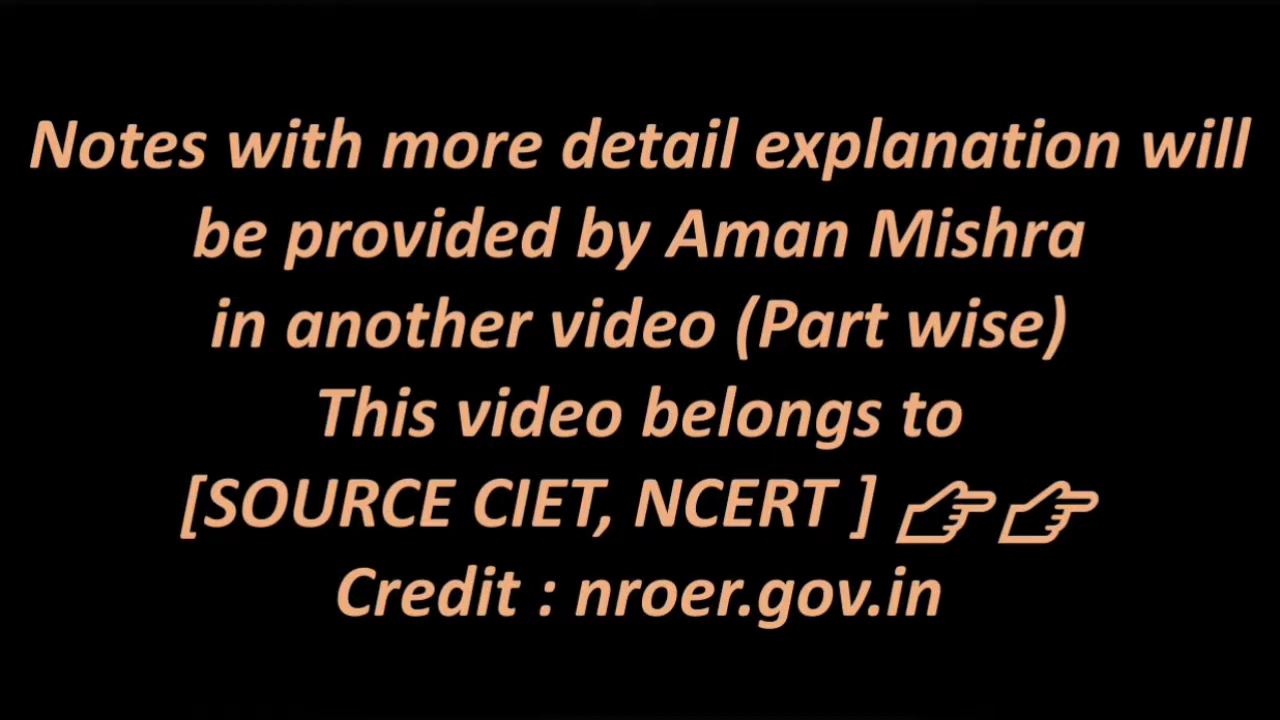 Notes with more detail explanation will
be provided by Aman Mishra
in another video (Part wise)
This video belongs to
[SOURCE CIET, NCERT ] 👉👉
Credit : nroer.gov.in